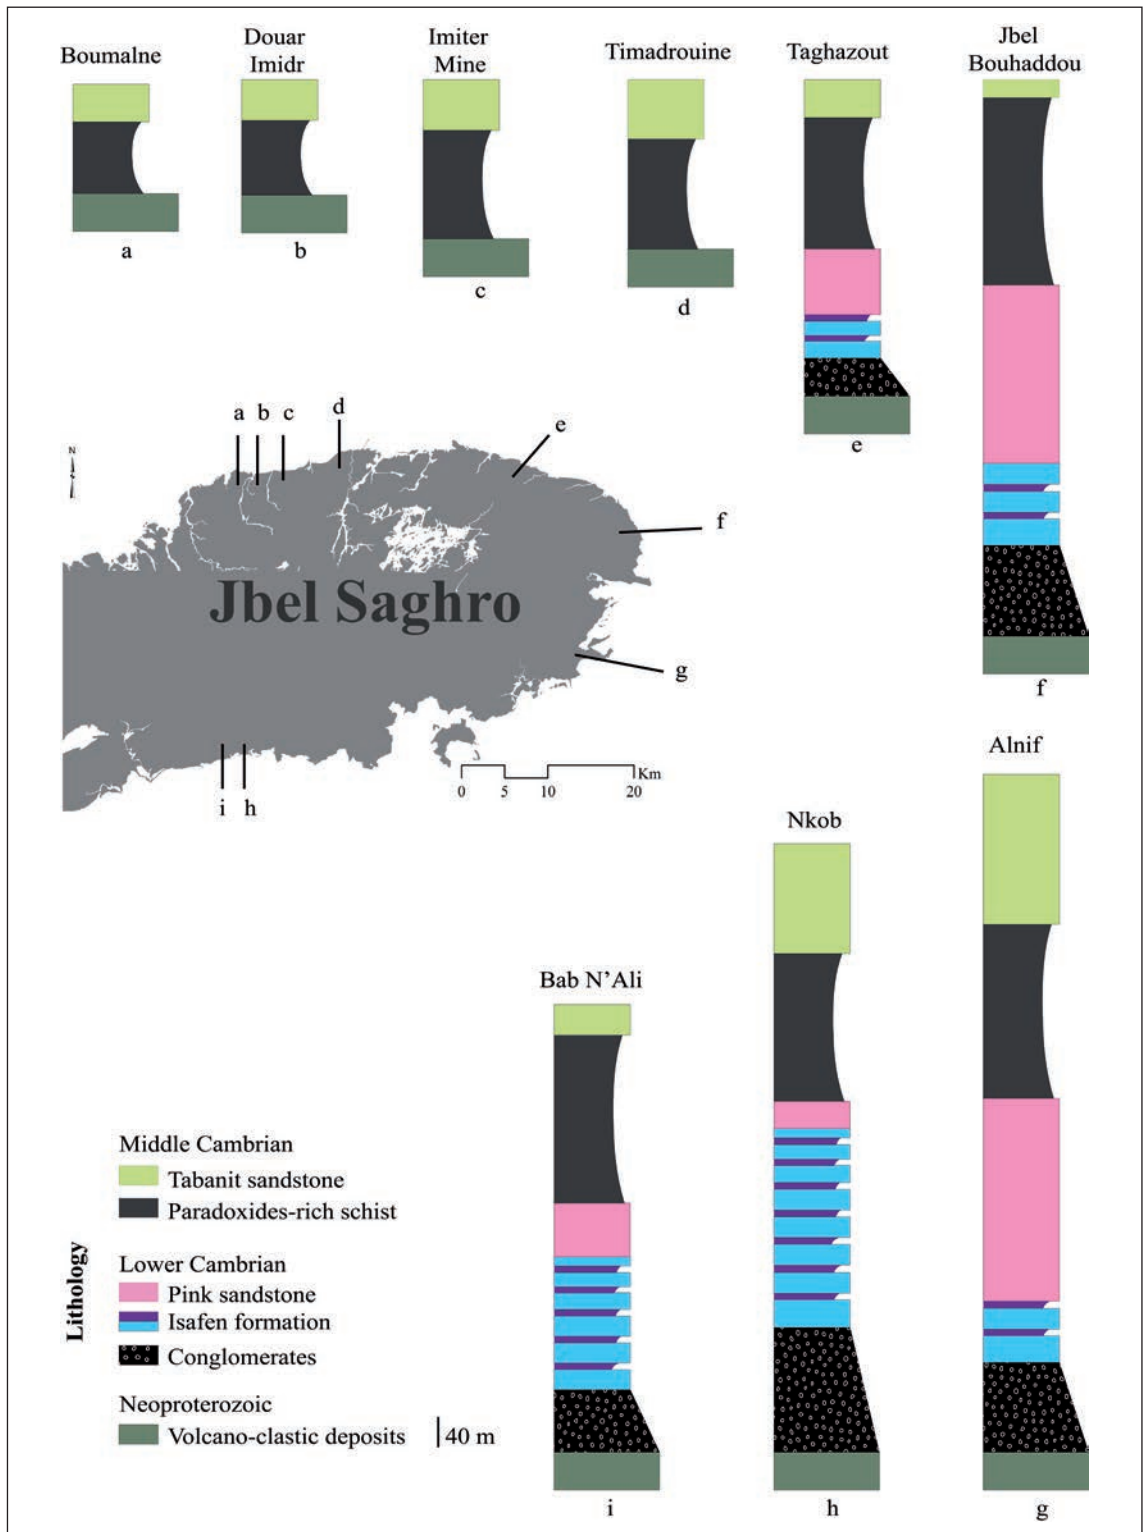 Boumalne
Douar
Imidr
Imiter
Mine
Timadrouine
Taghazout
Jbel
Bouhaddou
a
b
c
d
e
f
a
b
c
d
e
f
g
h
i
N
Jbel Saghro
Km
0 5 10 20
Alnif
Nkob
Bab N'Ali
Lithology
Middle Cambrian
Tabanit sandstone
Paradoxides-rich schist
Lower Cambrian
Pink sandstone
Isafen formation
Conglomerates
Neoproterozoic
Volcano-clastic deposits
40 m
i
h
g